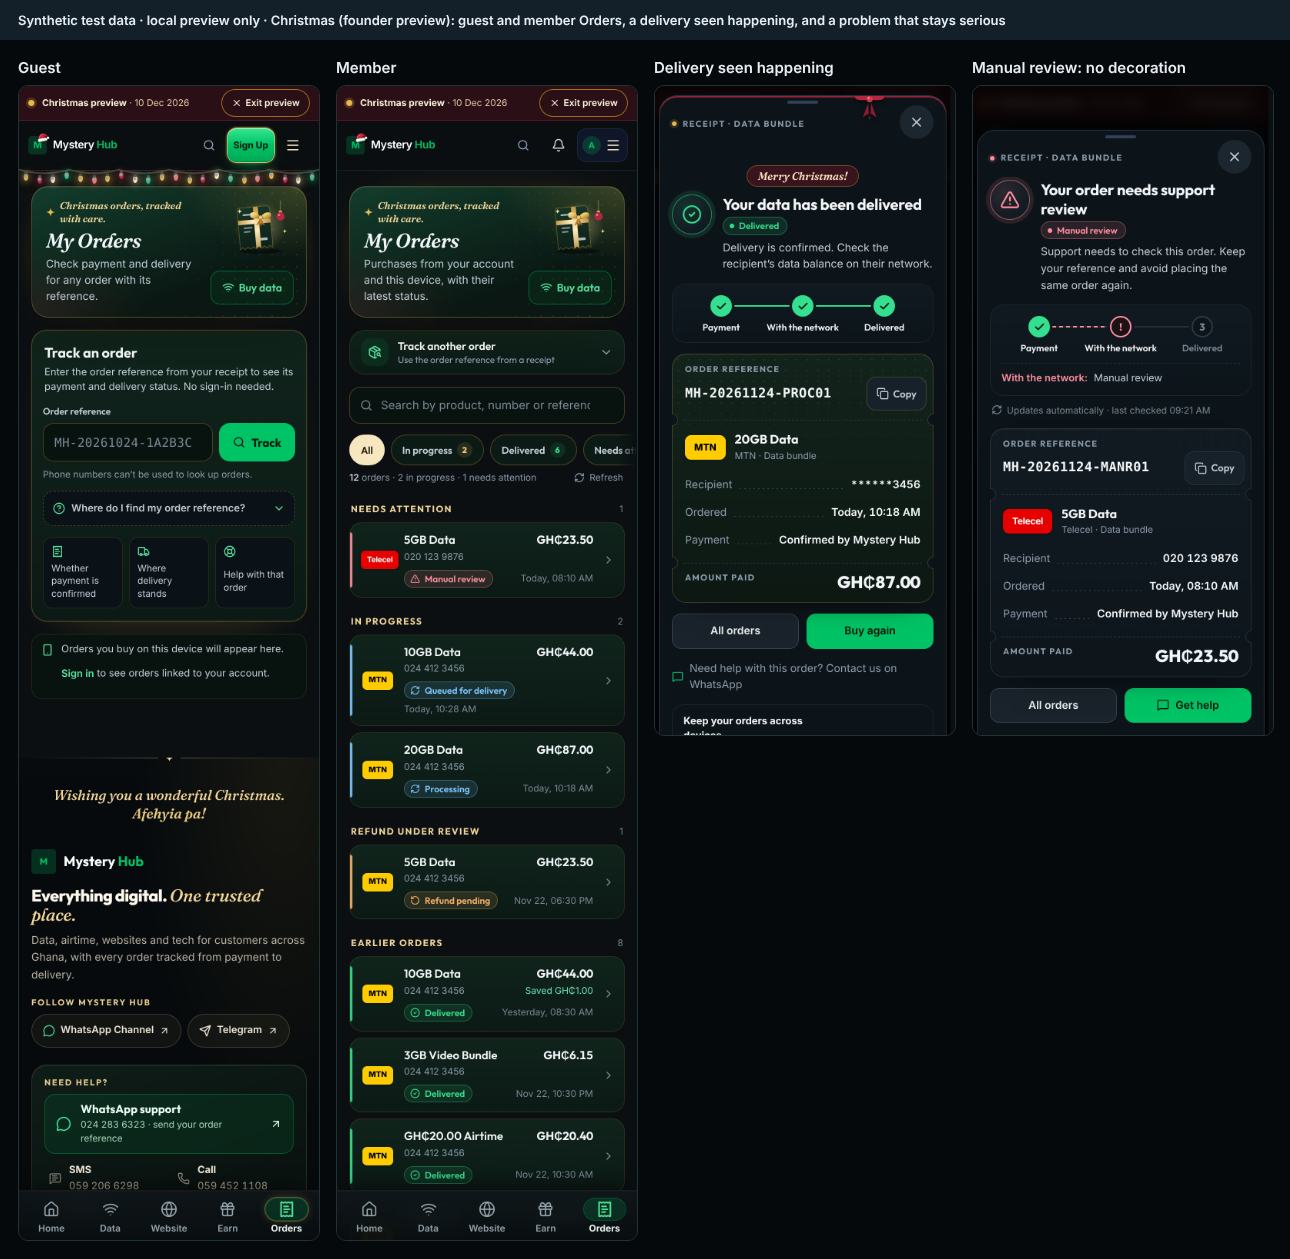 Synthetic test data · local preview only · Christmas (founder preview): guest and member Orders, a delivery seen happening, and a problem that stays serious
Guest
Christmas preview · 10 Dec 2026
Exit preview
M
Mystery Hub
Sign Up
Christmas orders, tracked
with care.
My Orders
Check payment and delivery
for any order with its
reference.
Buy data
Track an order
Enter the order reference from your receipt to see its
payment and delivery status. No sign-in needed.
Order reference
MH-20261024-1A2B3C
Track
Phone numbers can't be used to look up orders.
Where do I find my order reference?
Whether
payment is
confirmed
Where
delivery
stands
Help with that
order
Orders you buy on this device will appear here.
Sign in to see orders linked to your account.
Wishing you a wonderful Christmas.
Afehyia pa!
M
Mystery Hub
Everything digital. One trusted
place.
Data, airtime, websites and tech for customers across
Ghana, with every order tracked from payment to
delivery.
FOLLOW MYSTERY HUB
WhatsApp Channel
Telegram
NEED HELP?
WhatsApp support
024 283 6323 · send your order
reference
SMS
059 206 6298
Call
059 452 1108
Home
Data
Website
Earn
Orders
Member
Christmas preview · 10 Dec 2026
Exit preview
M
Mystery Hub
A
Christmas orders, tracked
with care.
My Orders
Purchases from your account
and this device, with their
latest status.
Buy data
Track another order
Use the order reference from a receipt
Search by product, number or referenc
All
In progress 2
Delivered 6
Needs at
12 orders · 2 in progress · 1 needs attention
Refresh
NEEDS ATTENTION 1
Telecel
5GB Data GH₵23.50
020 123 9876
Manual review Today, 08:10 AM
IN PROGRESS 2
10GB Data GH₵44.00
024 412 3456
MTN
Queued for delivery
Today, 10:28 AM
20GB Data GH₵87.00
024 412 3456
MTN
Processing Today, 10:18 AM
REFUND UNDER REVIEW 1
5GB Data GH₵23.50
024 412 3456
MTN
Refund pending Nov 22, 06:30 PM
EARLIER ORDERS 8
10GB Data GH₵44.00
024 412 3456 Saved GH₵1.00
MTN
Delivered Yesterday, 08:30 AM
3GB Video Bundle GH₵6.15
024 412 3456
MTN
Delivered Nov 22, 10:30 PM
GH₵20.00 Airtime GH₵20.40
024 412 3456
MTN
Delivered Nov 22, 10:30 AM
Home
Data
Website
Earn
Orders
Delivery seen happening
RECEIPT · DATA BUNDLE
Merry Christmas!
Your data has been delivered
Delivered
Delivery is confirmed. Check the
recipient's data balance on their network.
Payment
With the network
Delivered
ORDER REFERENCE
MH-20261124-PROC01
Copy
MTN
20GB Data
MTN · Data bundle
Recipient ******3456
Ordered Today, 10:18 AM
Payment Confirmed by Mystery Hub
AMOUNT PAID GH₵87.00
All orders
Buy again
Need help with this order? Contact us on
WhatsApp
Keep your orders across
devices
Manual review: no decoration
RECEIPT · DATA BUNDLE
Your order needs support
review
Manual review
Support needs to check this order. Keep
your reference and avoid placing the
same order again.
!
3
Payment
With the network
Delivered
With the network: Manual review
Updates automatically · last checked 09:21 AM
ORDER REFERENCE
MH-20261124-MANR01
Copy
Telecel
5GB Data
Telecel · Data bundle
Recipient 020 123 9876
Ordered Today, 08:10 AM
Payment Confirmed by Mystery Hub
AMOUNT PAID GH₵23.50
All orders
Get help